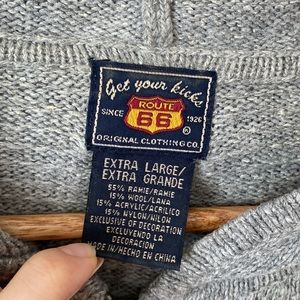 Get your kicks
ROUTE
SINCE 66 1926
®
ORIGINAL CLOTHING CO.
EXTRA LARGE/
EXTRA GRANDE
55% RAMIE/RAMIE
15% WOOL/LANA
15% ACRYLIC/ACRILICO
15% NYLON/NILON
EXCLUSIVE OF DECORATION
EXCLUYENDO LA
DECORACION
MADE IN/HECHO EN CHINA